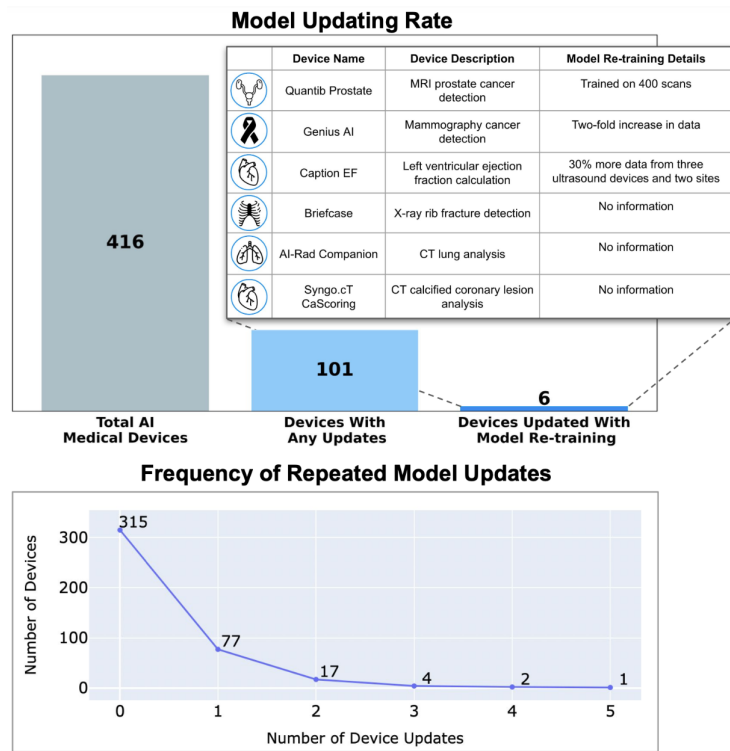 Model Updating Rate
Device Name Device Description Model Re-training Details
Quantib Prostate MRI prostate cancer detection Trained on 400 scans
Genius AI Mammography cancer detection Two-fold increase in data
Caption EF Left ventricular ejection fraction calculation 30% more data from three ultrasound devices and two sites
Briefcase X-ray rib fracture detection No information
AI-Rad Companion CT lung analysis No information
Syngo.cT CaScoring CT calcified coronary lesion analysis No information
416
101
6
Total AI Medical Devices
Devices With Any Updates
Devices Updated With Model Re-training
Frequency of Repeated Model Updates
Number of Devices
300
200
100
0
315
77
17
4
2
1
0 1 2 3 4 5
Number of Device Updates